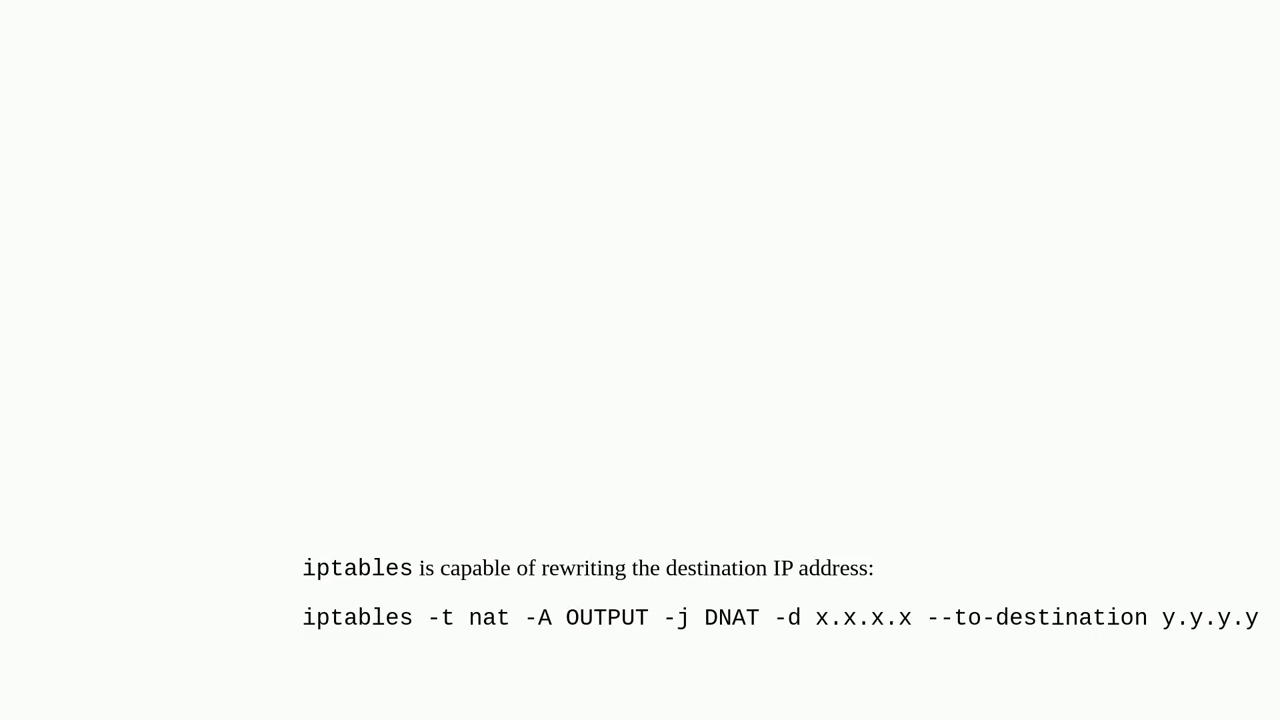 iptables is capable of rewriting the destination IP address:
iptables -t nat -A OUTPUT -j DNAT -d x.x.x.x --to-destination y.y.y.y